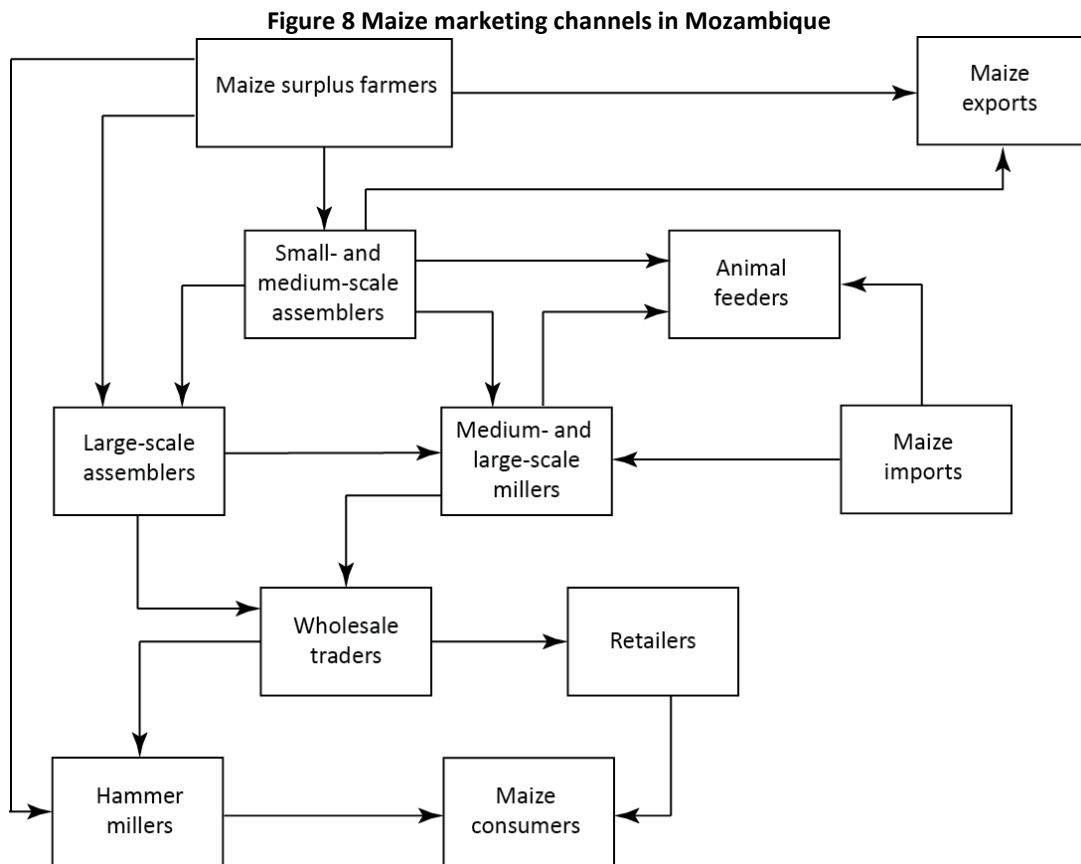 Figure 8 Maize marketing channels in Mozambique
Maize surplus farmers
Maize
exports
Small- and
medium-scale
assemblers
Animal
feeders
Large-scale
assemblers
Medium- and
large-scale
millers
Maize
imports
Wholesale
traders
Retailers
Hammer
millers
Maize
consumers